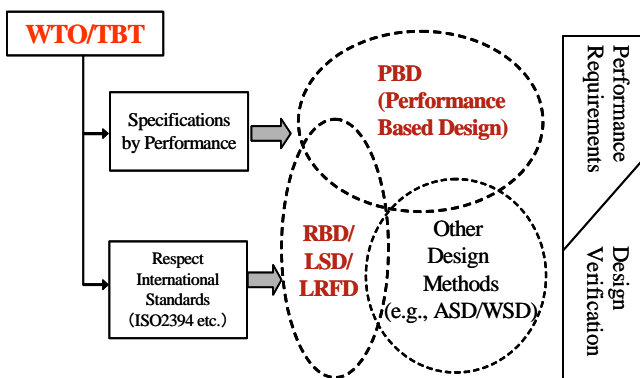 WTO/TBT
Specifications
by Performance
Respect
International
Standards
(ISO2394 etc.)
PBD
(Performance
Based Design)
RBD/
LSD/
LRFD
Other
Design
Methods
(e.g., ASD/WSD)
Performance
Requirements
Design
Verification